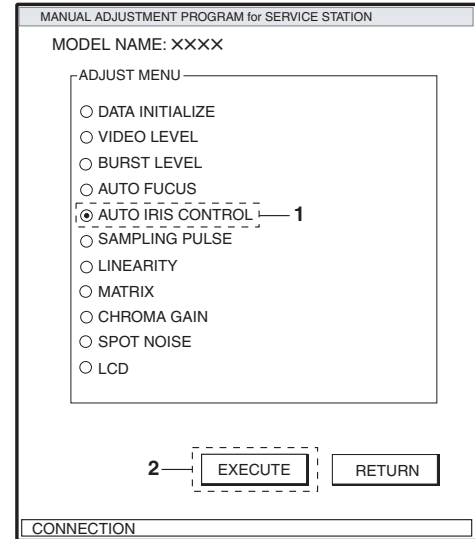 MANUAL ADJUSTMENT PROGRAM for SERVICE STATION
MODEL NAME: ××××
ADJUST MENU
DATA INITIALIZE
VIDEO LEVEL
BURST LEVEL
AUTO FUCUS
AUTO IRIS CONTROL 1
SAMPLING PULSE
LINEARITY
MATRIX
CHROMA GAIN
SPOT NOISE
LCD
2 EXECUTE RETURN
CONNECTION